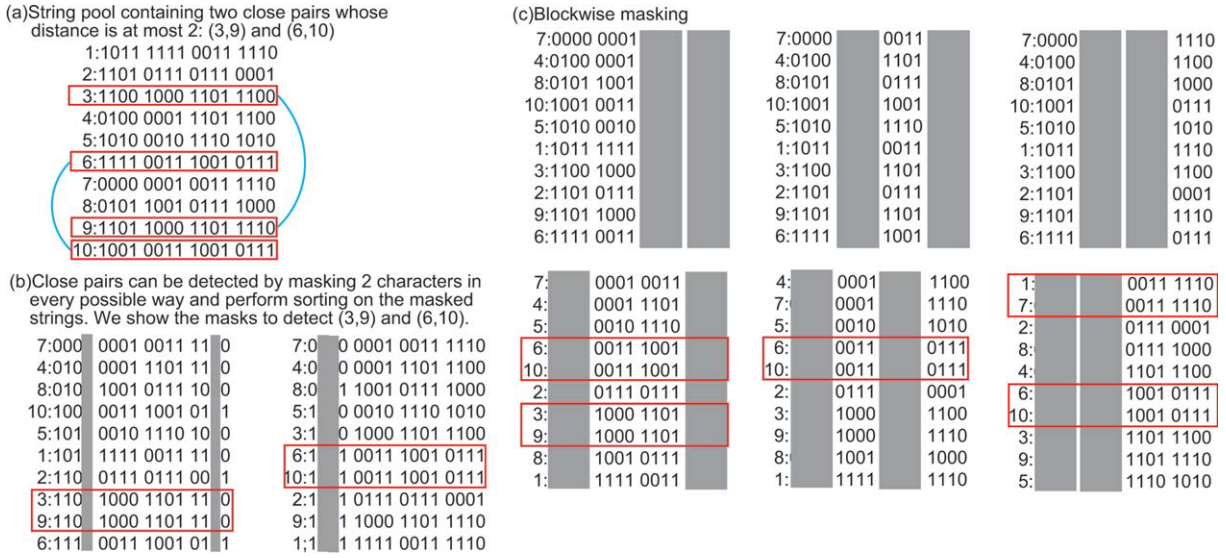 (a)String pool containing two close pairs whose
distance is at most 2: (3,9) and (6,10)
1:1011 1111 0011 1110
2:1101 0111 0111 0001
3:1100 1000 1101 1100
4:0100 0001 1101 1100
5:1010 0010 1110 1010
6:1111 0011 1001 0111
7:0000 0001 0011 1110
8:0101 1001 0111 1000
9:1101 1000 1101 1110
10:1001 0011 1001 0111
(b)Close pairs can be detected by masking 2 characters in
every possible way and perform sorting on the masked
strings. We show the masks to detect (3,9) and (6,10).
7:000 0001 0011 11 0
4:010 0001 1101 11 0
8:010 1001 0111 10 0
10:100 0011 1001 01 1
5:101 0010 1110 10 0
1:101 1111 0011 11 0
2:110 0111 0111 00 1
3:110 1000 1101 11 0
9:110 1000 1101 11 0
6:111 0011 1001 01 1
7:0 0 0001 0011 1110
4:0 0 0001 1101 1100
8:0 1 1001 0111 1000
5:1 0 0010 1110 1010
3:1 0 1000 1101 1100
6:1 1 0011 1001 0111
10:1 1 0011 1001 0111
2:1 1 0111 0111 0001
9:1 1 1000 1101 1110
1;1 1 1111 0011 1110
(c)Blockwise masking
7:0000 0001
4:0100 0001
8:0101 1001
10:1001 0011
5:1010 0010
1:1011 1111
3:1100 1000
2:1101 0111
9:1101 1000
6:1111 0011
7:0000 0011
4:0100 1101
8:0101 0111
10:1001 1001
5:1010 1110
1:1011 0011
3:1100 1101
2:1101 0111
9:1101 1101
6:1111 1001
7:0000 1110
4:0100 1100
8:0101 1000
10:1001 0111
5:1010 1010
1:1011 1110
3:1100 1100
2:1101 0001
9:1101 1110
6:1111 0111
7: 0001 0011
4: 0001 1101
5: 0010 1110
6: 0011 1001
10: 0011 1001
2: 0111 0111
3: 1000 1101
9: 1000 1101
8: 1001 0111
1: 1111 0011
4: 0001 1100
7: 0001 1110
5: 0010 1010
6: 0011 0111
10: 0011 0111
2: 0111 0001
3: 1000 1100
9: 1000 1110
8: 1001 1000
1: 1111 1110
1: 0011 1110
7: 0011 1110
2: 0111 0001
8: 0111 1000
4: 1101 1100
6: 1001 0111
10: 1001 0111
3: 1101 1100
9: 1101 1110
5: 1110 1010